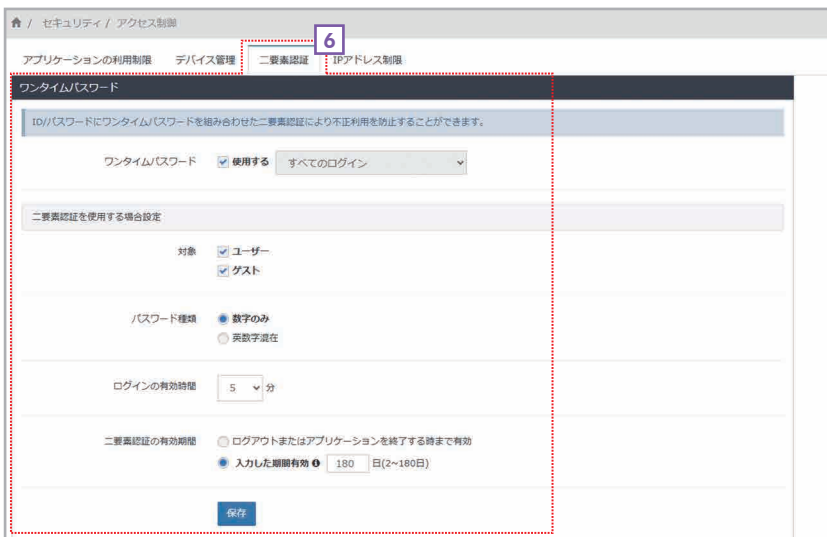 / セキュリティ / アクセス制御
6
アプリケーションの利用制限 デバイス管理 二要素認証 IPアドレス制限
ワンタイムパスワード
ID/パスワードにワンタイムパスワードを組み合わせた二要素認証により不正利用を防止することができます。
ワンタイムパスワード 使用する すべてのログイン
二要素認証を使用する場合設定
対象 ユーザー
ゲスト
パスワード種類 数字のみ
英数字混在
ログインの有効時間 5 分
二要素認証の有効期間 ログアウトまたはアプリケーションを終了する時まで有効
入力した期間有効 180 日(2~180日)
保存